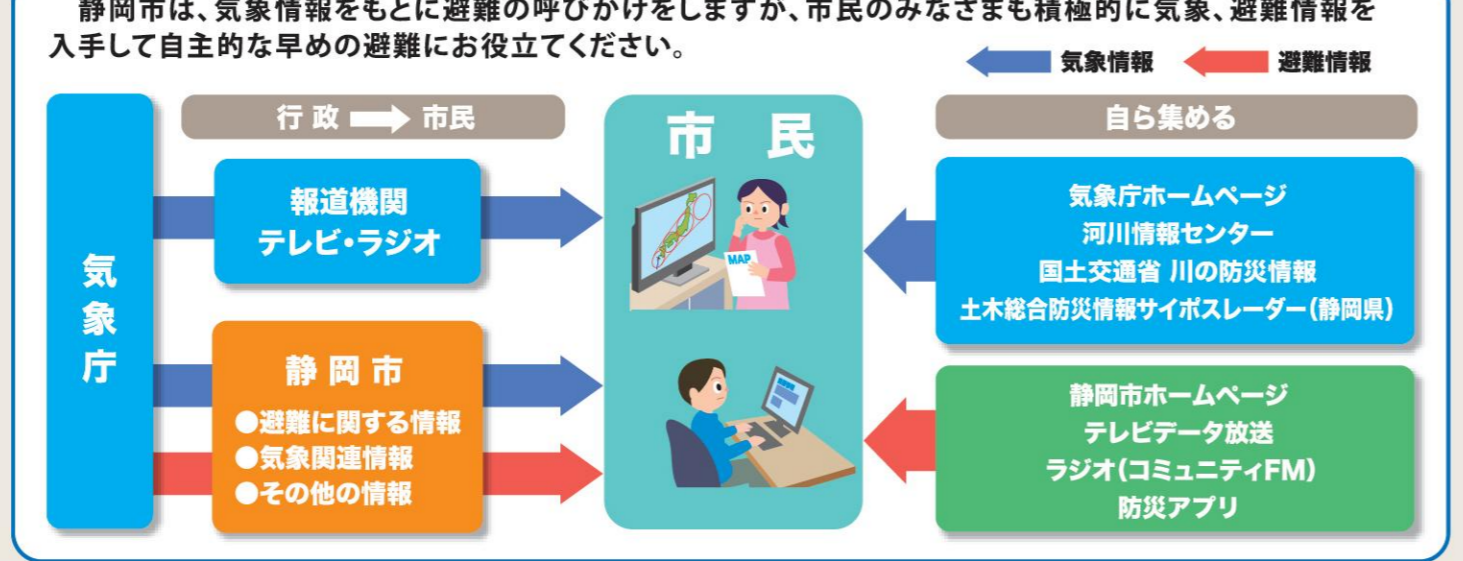 静岡市は、気象情報をもとに避難の呼びかけをしますが、市民のみなさまも積極的に気象、避難情報を
入手して自主的な早めの避難にお役立てください。
気象情報
避難情報
気象庁
行政 市民
報道機関
テレビ・ラジオ
静岡市
●避難に関する情報
●気象関連情報
●その他の情報
市民
MAP
自ら集める
気象庁ホームページ
河川情報センター
国土交通省 川の防災情報
土木総合防災情報サイポスレーダー(静岡県)
静岡市ホームページ
テレビデータ放送
ラジオ(コミュニティFM)
防災アプリ